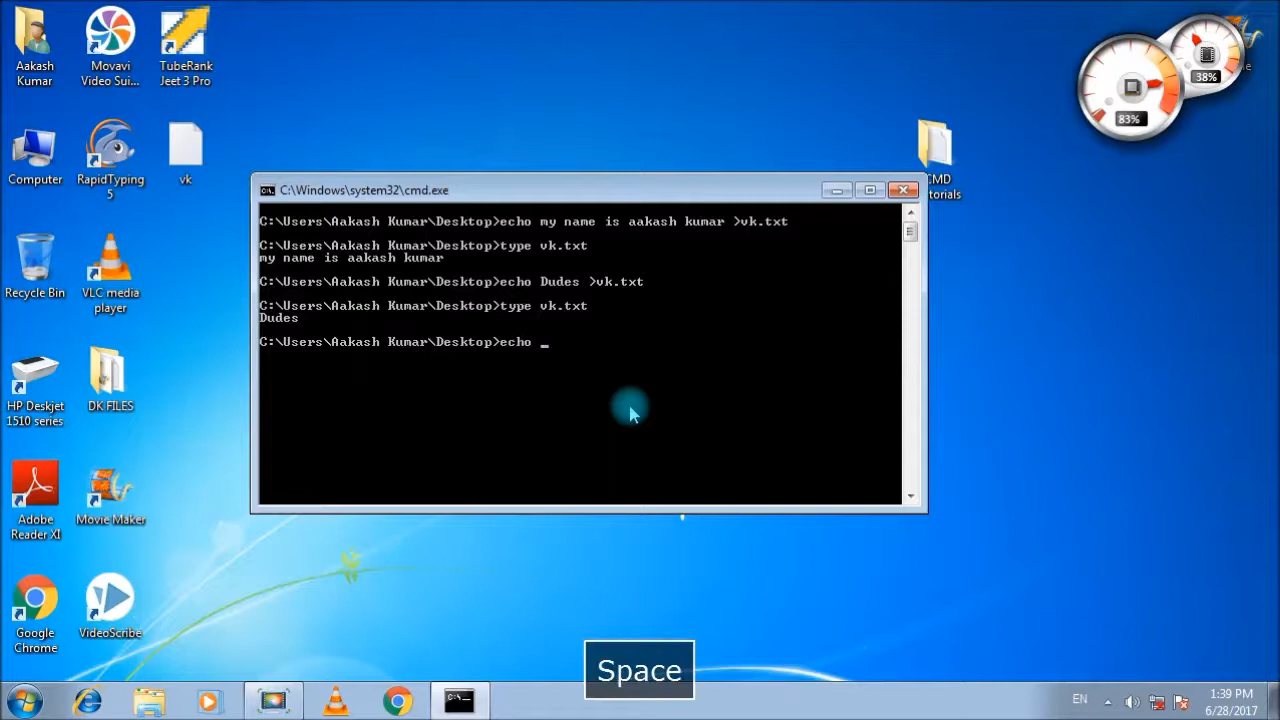 Aakash
Kumar
Movavi
Video Sui...
TubeRank
Jeet 3 Pro
38%
83%
Computer
RapidTyping
5
vk
CMD
C:\Windows\system32\cmd.exe
C:\Users\Aakash Kumar\Desktop>echo my name is aakash kumar >vk.txt
C:\Users\Aakash Kumar\Desktop>type vk.txt
my name is aakash kumar
C:\Users\Aakash Kumar\Desktop>echo Dudes >vk.txt
C:\Users\Aakash Kumar\Desktop>type vk.txt
Dudes
C:\Users\Aakash Kumar\Desktop>echo _
Recycle Bin
VLC media
player
HP Deskjet
1510 series
DK FILES
Adobe
Reader XI
Movie Maker
Google
Chrome
VideoScribe
Space
EN
1:39 PM
6/28/2017